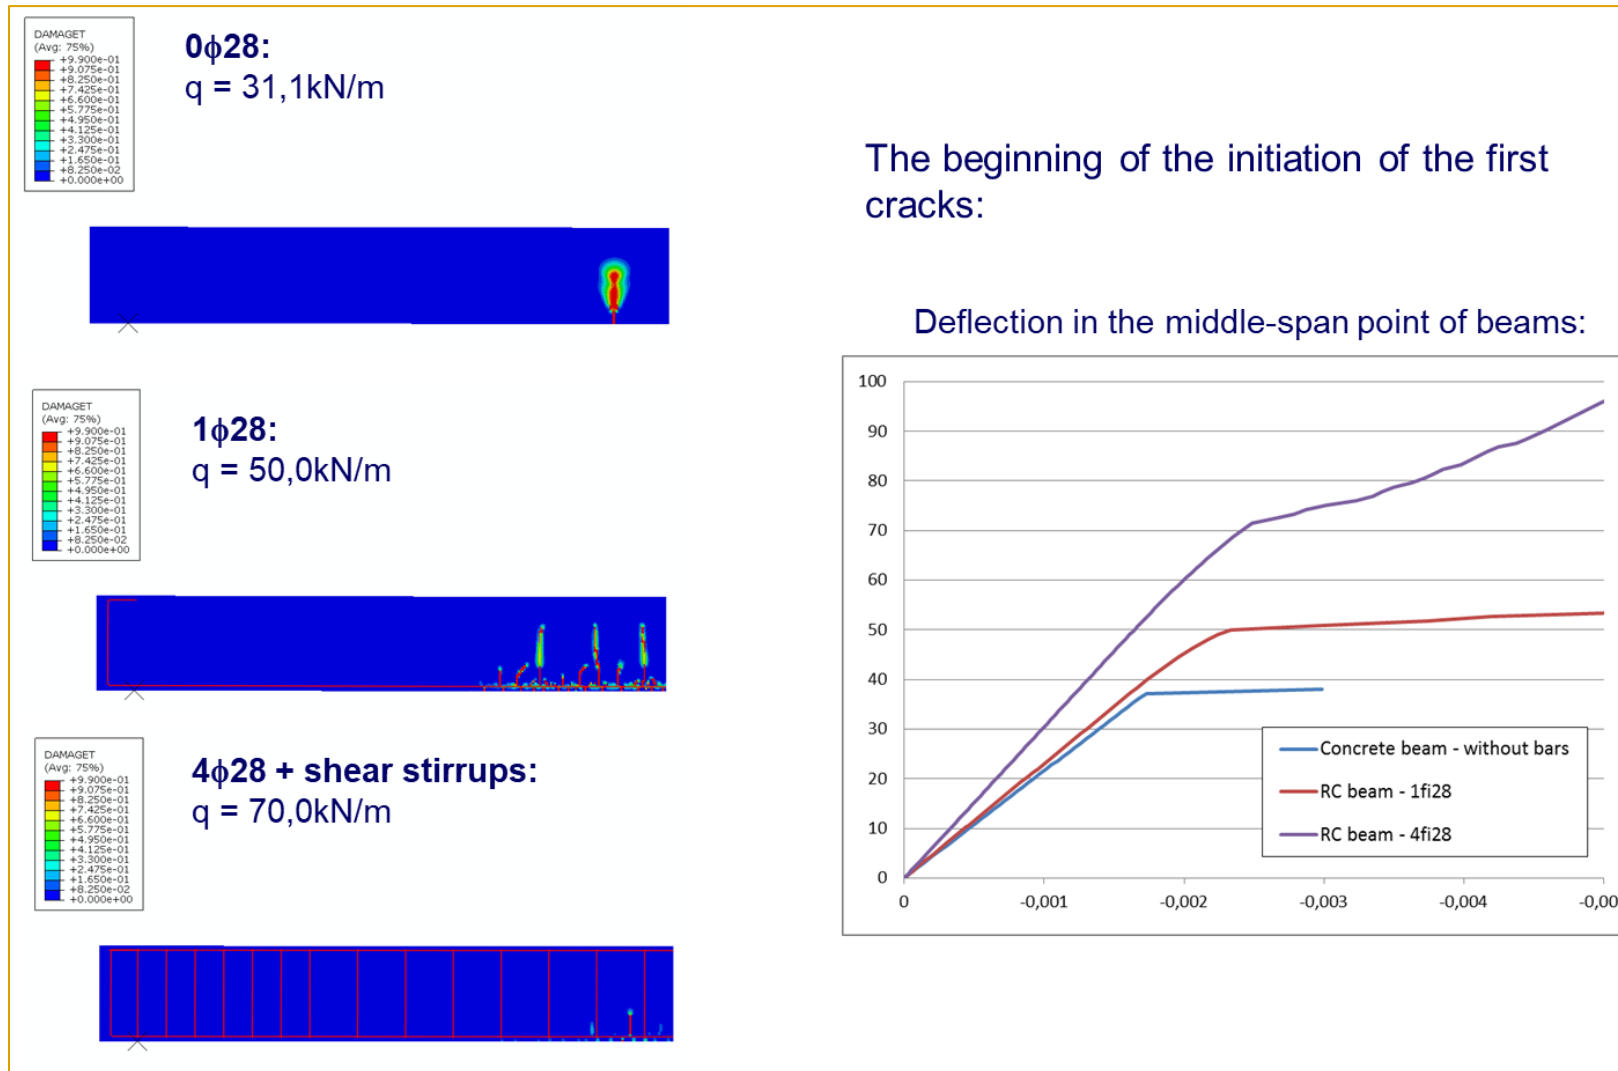 DAMAGET
(Avg: 75%)
+9.900e-01
+9.075e-01
+8.250e-01
+7.425e-01
+6.600e-01
+5.775e-01
+4.950e-01
+4.125e-01
+3.300e-01
+2.475e-01
+1.650e-01
+8.250e-02
+0.000e+00
0ϕ28:
q = 31,1kN/m
DAMAGET
(Avg: 75%)
+9.900e-01
+9.075e-01
+8.250e-01
+7.425e-01
+6.600e-01
+5.775e-01
+4.950e-01
+4.125e-01
+3.300e-01
+2.475e-01
+1.650e-01
+8.250e-02
+0.000e+00
1ϕ28:
q = 50,0kN/m
DAMAGET
(Avg: 75%)
+9.900e-01
+9.075e-01
+8.250e-01
+7.425e-01
+6.600e-01
+5.775e-01
+4.950e-01
+4.125e-01
+3.300e-01
+2.475e-01
+1.651e-01
+8.250e-02
+0.000e+00
4ϕ28 + shear stirrups:
q = 70,0kN/m
The beginning of the initiation of the first
cracks:
Deflection in the middle-span point of beams:
100
90
80
70
60
50
40
30
20
10
0
0 -0,001 -0,002 -0,003 -0,004 -0,00
Concrete beam - without bars
RC beam - 1fi28
RC beam - 4fi28